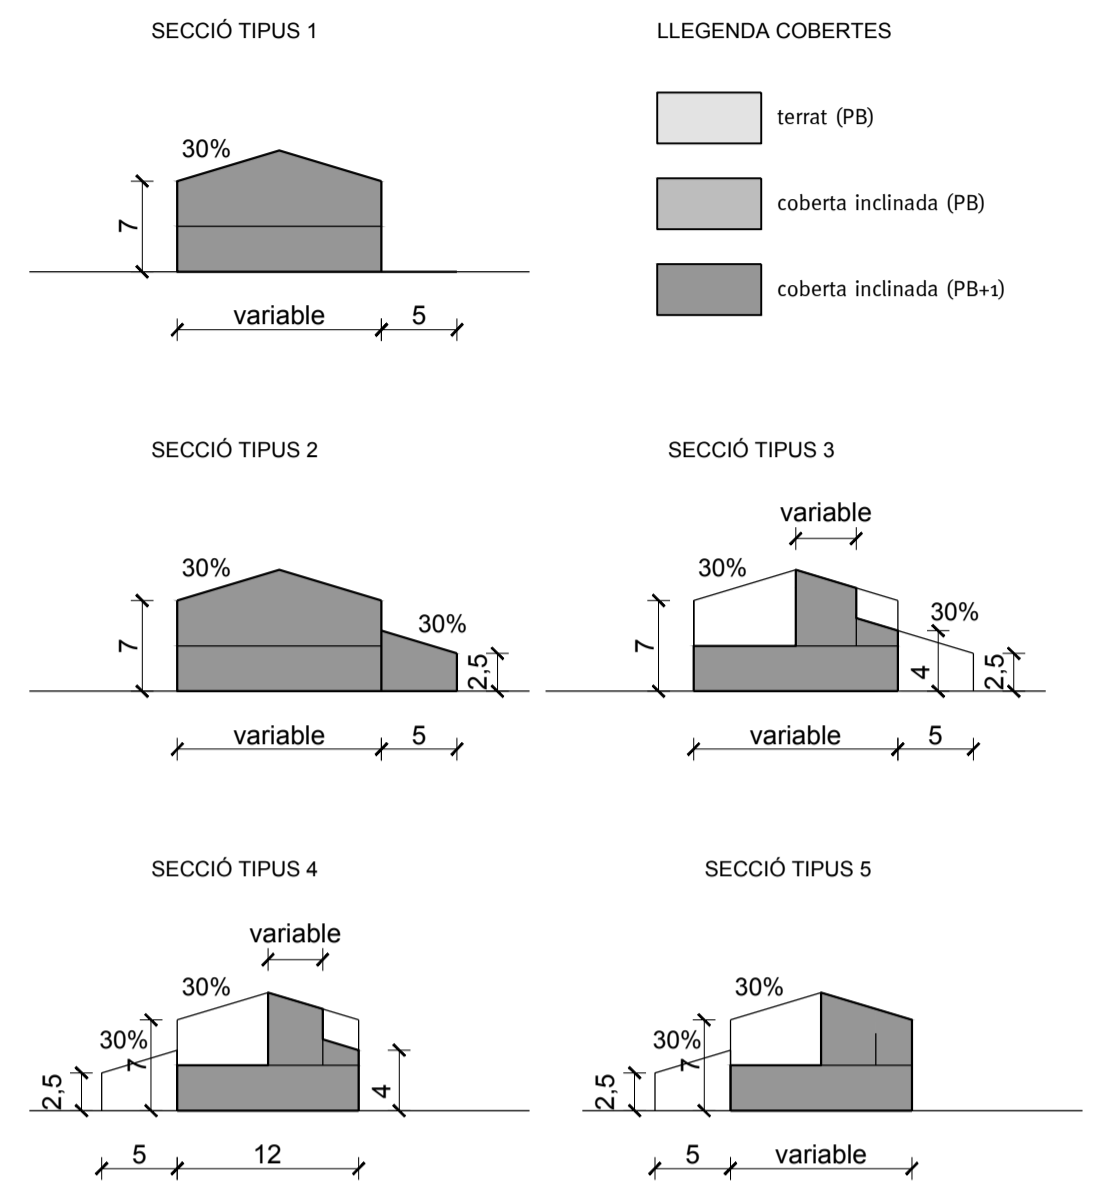 SECCIÓ TIPUS 1
30%
7
variable
5
LLEGENDA COBERTES
terrat (PB)
coberta inclinada (PB)
coberta inclinada (PB+1)
SECCIÓ TIPUS 2
30%
7
30%
2,5
variable
5
SECCIÓ TIPUS 3
variable
30%
7
30%
4
2,5
variable
5
SECCIÓ TIPUS 4
variable
30%
30%
7
2,5
4
5
12
SECCIÓ TIPUS 5
30%
30%
7
2,5
5
variable